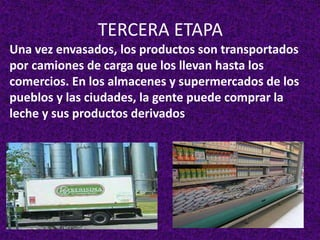 TERCERA ETAPA
Una vez envasados, los productos son transportados
por camiones de carga que los llevan hasta los
comercios. En los almacenes y supermercados de los
pueblos y las ciudades, la gente puede comprar la
leche y sus productos derivados